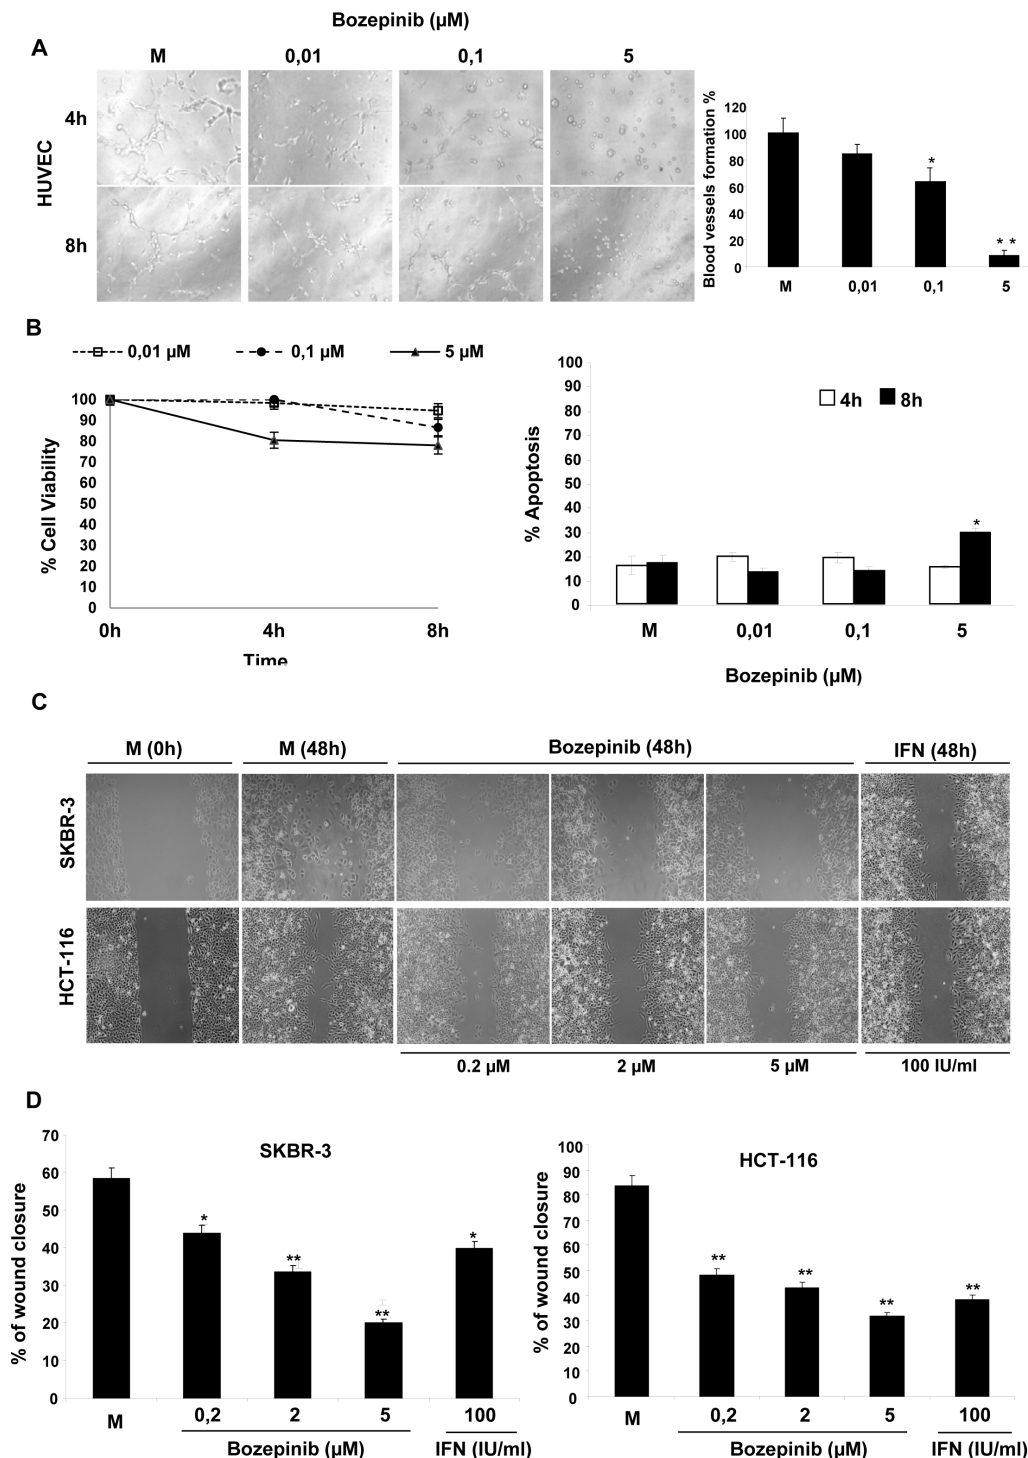 Bozepinib (µM)
A
M 0,01 0,1 5
4h
HUVEC
8h
Blood vessels formation %
120
100
80
60
40
20
0
*
* *
M 0,01 0,1 5
B
0,01 µM 0,1 µM 5 µM
% Cell Viability
100
90
80
70
60
50
40
30
20
10
0
0h 4h 8h
Time
% Apoptosis
100
90
80
70
60
50
40
30
20
10
0
4h 8h
*
M 0,01 0,1 5
Bozepinib (µM)
C
M (0h) M (48h) Bozepinib (48h) IFN (48h)
SKBR-3
HCT-116
0.2 µM 2 µM 5 µM 100 IU/ml
D
SKBR-3
% of wound closure
70
60
50
40
30
20
10
0
*
**
**
*
M 0,2 2 5 100
Bozepinib (µM) IFN (IU/ml)
HCT-116
% of wound closure
100
90
80
70
60
50
40
30
20
10
0
**
**
**
**
M 0,2 2 5 100
Bozepinib (µM) IFN (IU/ml)